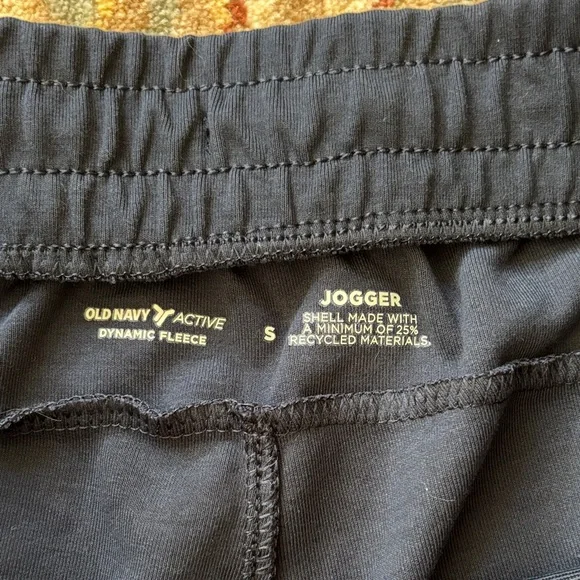 OLD NAVY ACTIVE
DYNAMIC FLEECE
S
JOGGER
SHELL MADE WITH
A MINIMUM OF 25%
RECYCLED MATERIALS.